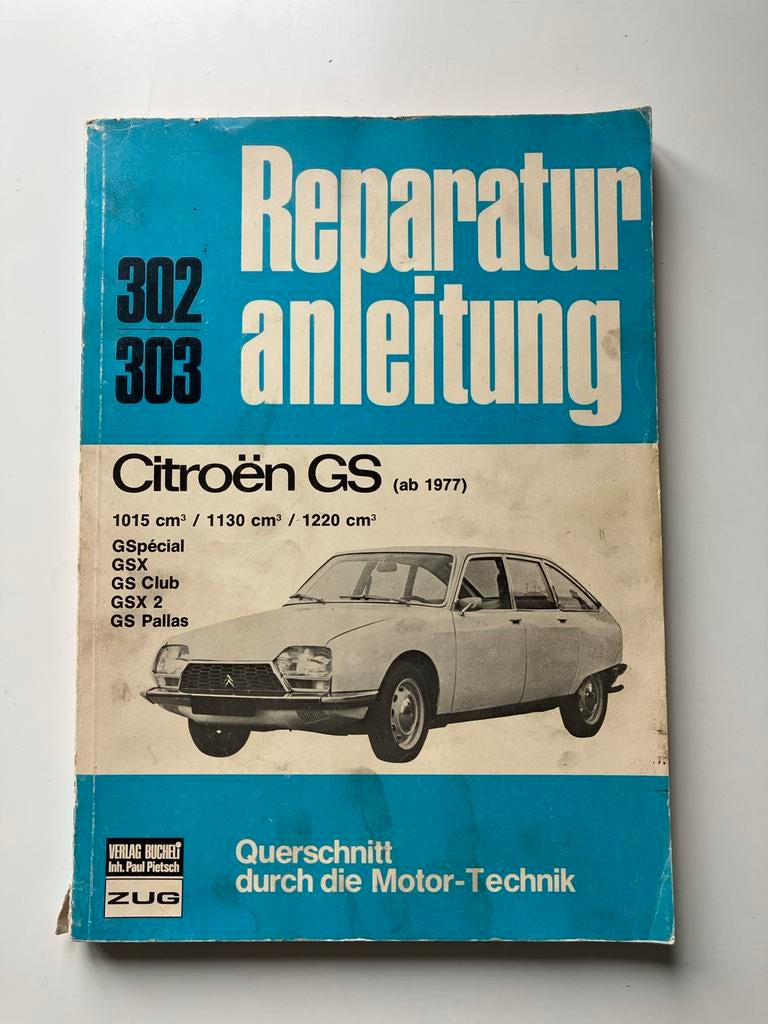 Reparatur
anleitung
302
303
Citroën GS (ab 1977)
1015 cm³ / 1130 cm³ / 1220 cm³
GSpécial
GSX
GS Club
GSX 2
GS Pallas
VERLAG BUCHELI
Inh. Paul Pietsch
ZUG
Querschnitt
durch die Motor-Technik